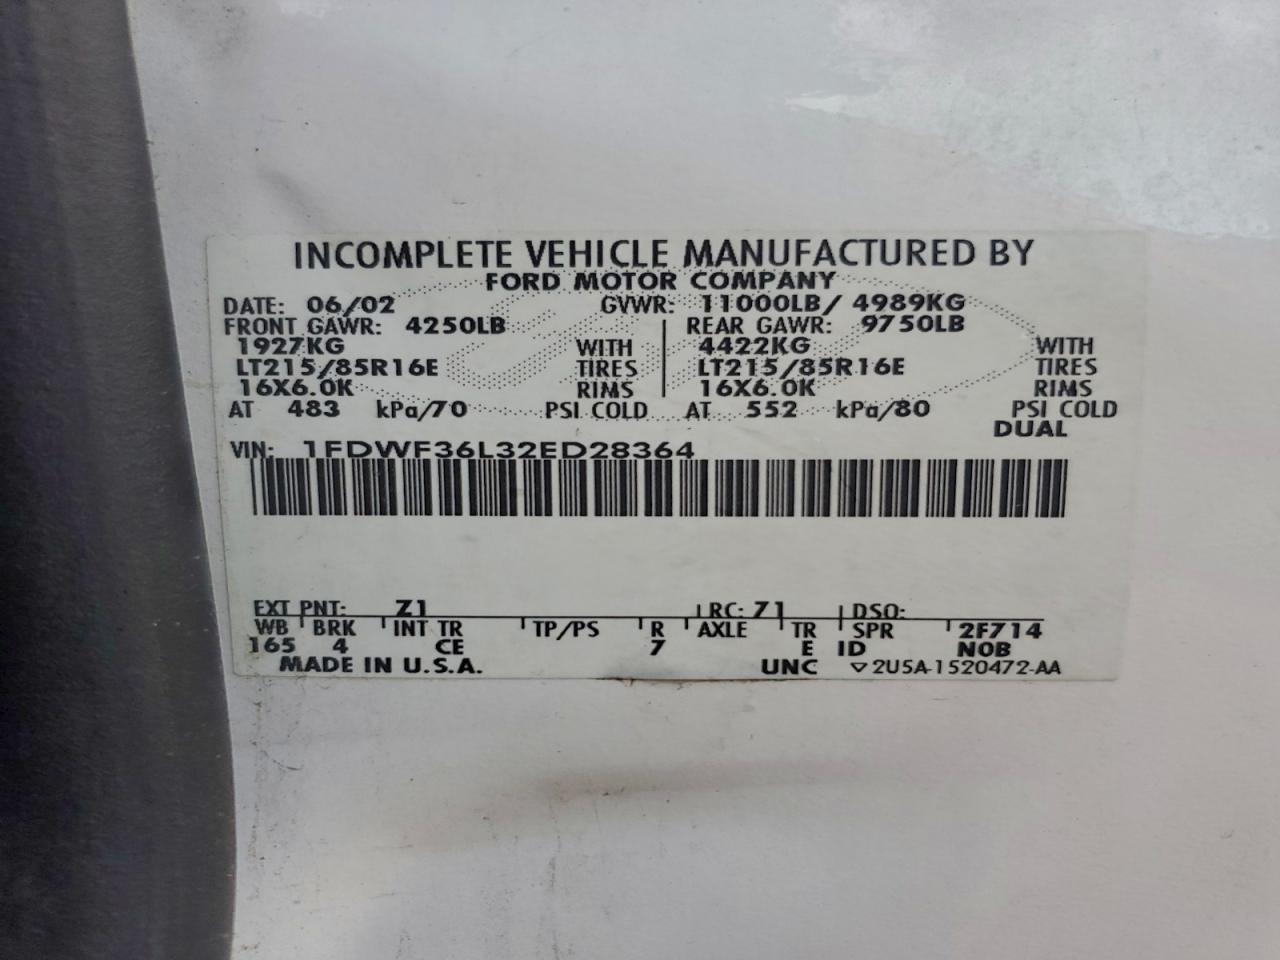 INCOMPLETE VEHICLE MANUFACTURED BY
FORD MOTOR COMPANY
DATE: 06/02 GVWR: 11000LB/ 4989KG
FRONT GAWR: 4250LB REAR GAWR: 9750LB
1927KG WITH 4422KG WITH
LT215/85R16E TIRES LT215/85R16E TIRES
16X6.0K RIMS 16X6.0K RIMS
AT 483 kPa/70 PSI COLD AT 552 kPa/80 PSI COLD
DUAL
VIN: 1FDWF36L32ED28364
EXT PNT: Z1 RC: 71 DSO:
WB BRK INT TR TP/PS R AXLE TR SPR 2F714
165 4 CE 7 E ID NOB
MADE IN U.S.A. UNC ▽2U5A-1520472-AA